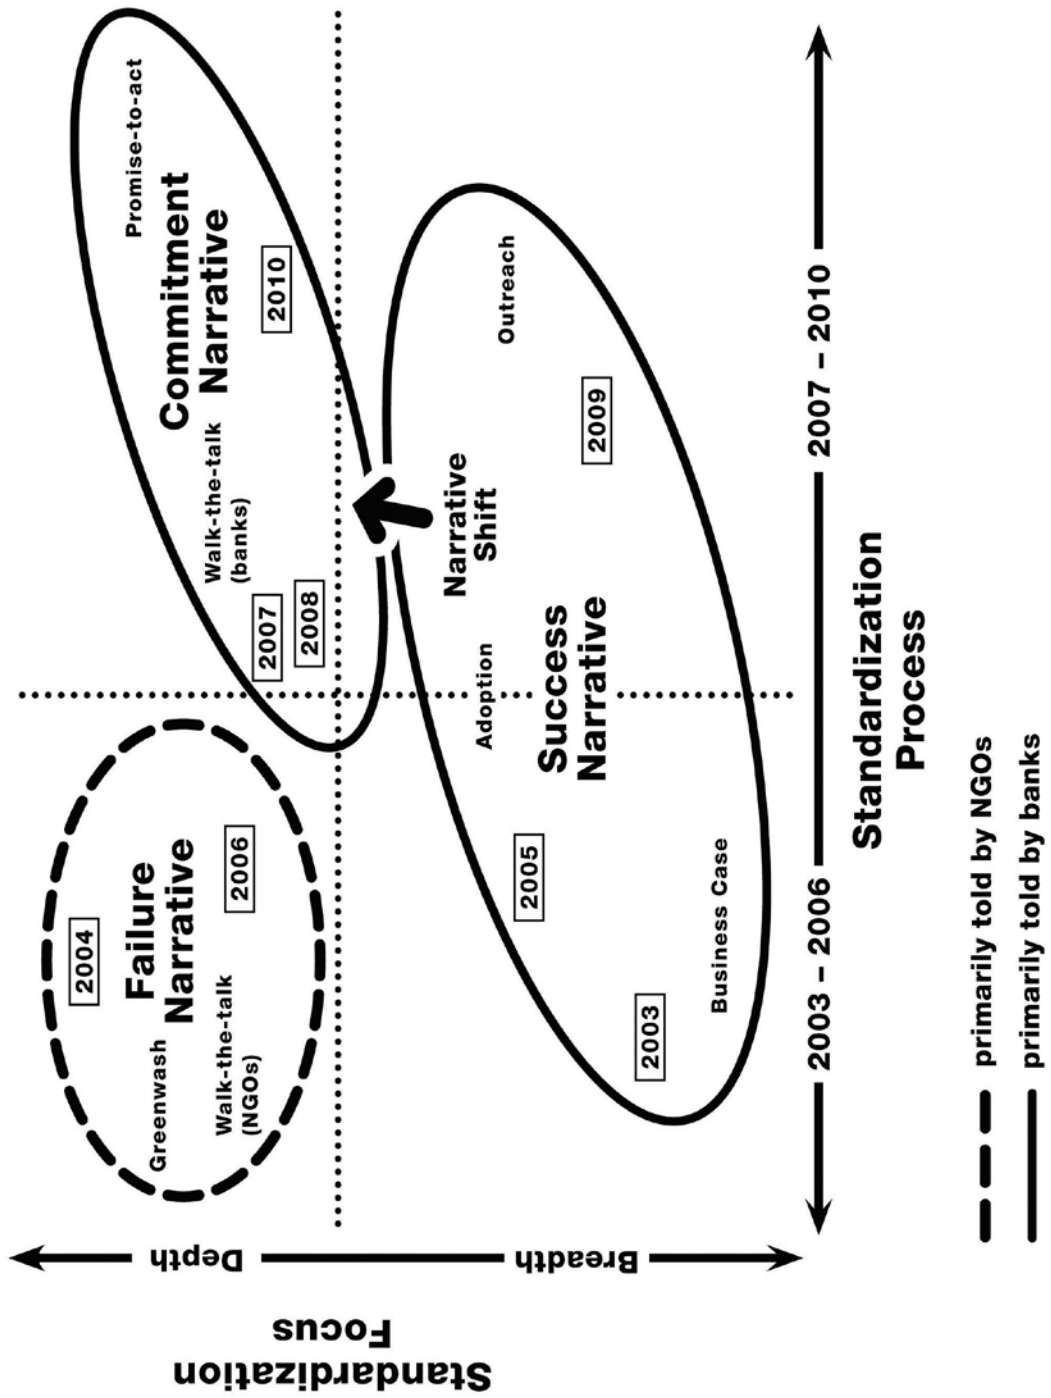 Standardization
Focus
Depth
Breadth
2004
Failure
Narrative
Greenwash
Walk-the-talk
(NGOs)
2006
Promise-to-act
Commitment
Narrative
Walk-the-talk
(banks)
2010
2007
2008
Narrative
Shift
Outreach
Adoption
2005
Success
Narrative
2009
2003
Business Case
2003 – 2006
2007 – 2010
Standardization
Process
primarily told by NGOs
primarily told by banks